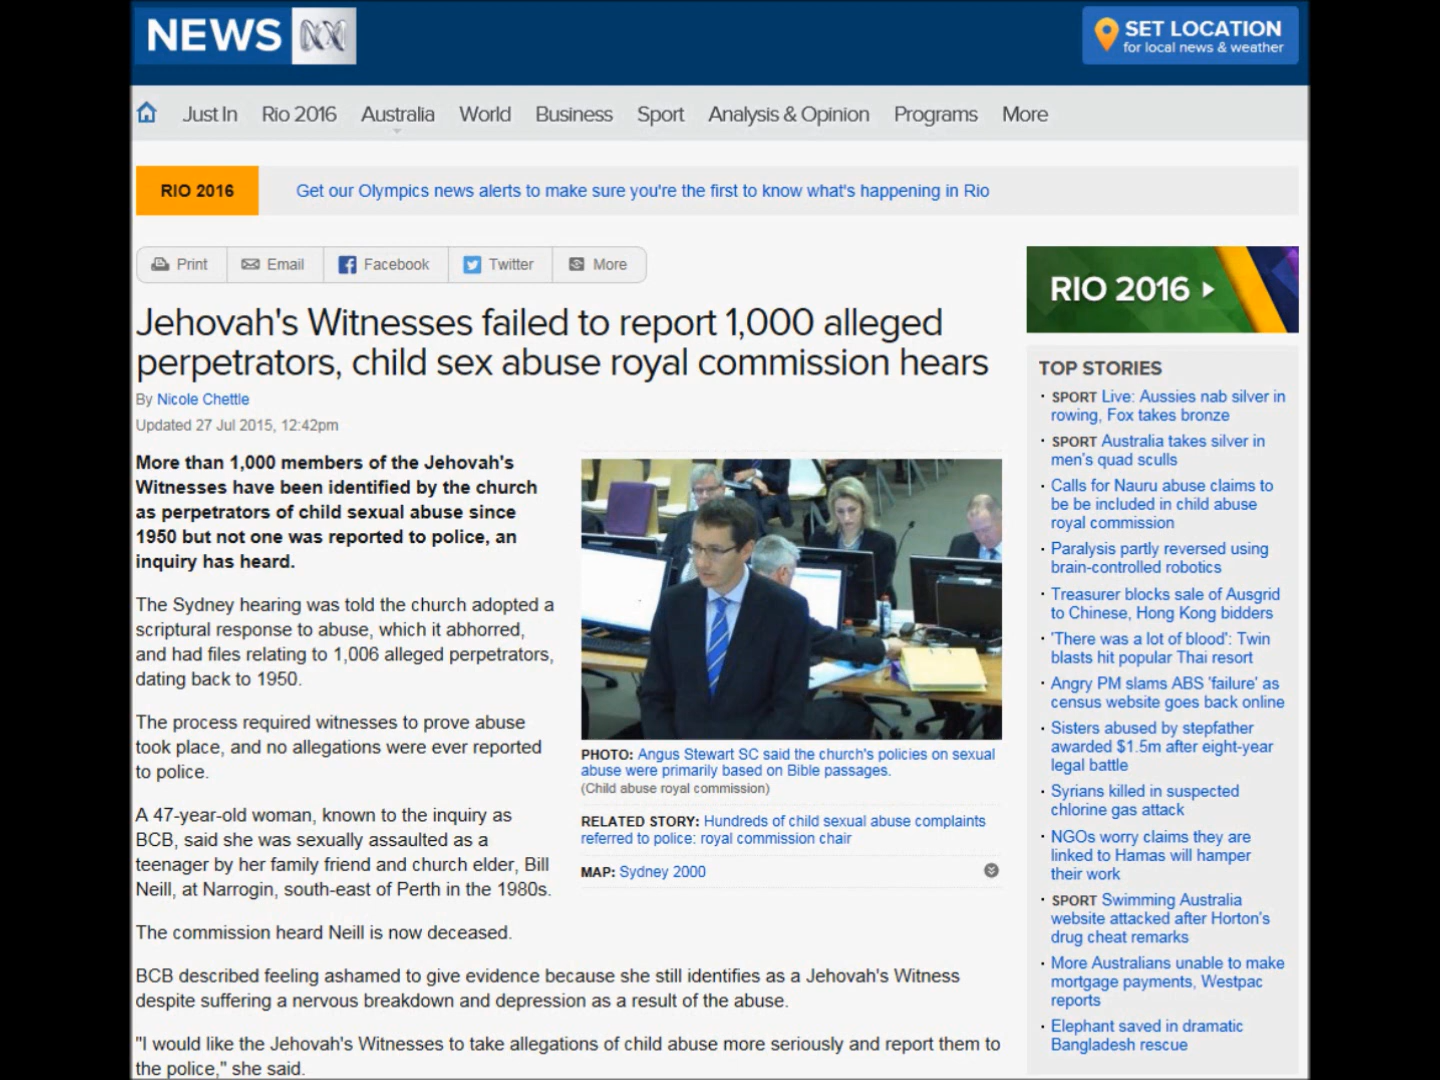 NEWS
SET LOCATION
for local news & weather
Just In Rio 2016 Australia World Business Sport Analysis & Opinion Programs More
RIO 2016 Get our Olympics news alerts to make sure you're the first to know what's happening in Rio
Print Email Facebook Twitter More
Jehovah's Witnesses failed to report 1,000 alleged
perpetrators, child sex abuse royal commission hears
By Nicole Chettle
Updated 27 Jul 2015, 12:42pm
More than 1,000 members of the Jehovah's
Witnesses have been identified by the church
as perpetrators of child sexual abuse since
1950 but not one was reported to police, an
inquiry has heard.
The Sydney hearing was told the church adopted a
scriptural response to abuse, which it abhorred,
and had files relating to 1,006 alleged perpetrators,
dating back to 1950.
The process required witnesses to prove abuse
took place, and no allegations were ever reported
to police.
A 47-year-old woman, known to the inquiry as
BCB, said she was sexually assaulted as a
teenager by her family friend and church elder, Bill
Neill, at Narrogin, south-east of Perth in the 1980s.
The commission heard Neill is now deceased.
BCB described feeling ashamed to give evidence because she still identifies as a Jehovah's Witness
despite suffering a nervous breakdown and depression as a result of the abuse.
"I would like the Jehovah's Witnesses to take allegations of child abuse more seriously and report them to
the police," she said.
PHOTO: Angus Stewart SC said the church's policies on sexual
abuse were primarily based on Bible passages.
(Child abuse royal commission)
RELATED STORY: Hundreds of child sexual abuse complaints
referred to police: royal commission chair
MAP: Sydney 2000
RIO 2016
TOP STORIES
· SPORT Live: Aussies nab silver in
rowing, Fox takes bronze
· SPORT Australia takes silver in
men's quad sculls
· Calls for Nauru abuse claims to
be be included in child abuse
royal commission
· Paralysis partly reversed using
brain-controlled robotics
· Treasurer blocks sale of Ausgrid
to Chinese, Hong Kong bidders
· 'There was a lot of blood': Twin
blasts hit popular Thai resort
· Angry PM slams ABS 'failure' as
census website goes back online
· Sisters abused by stepfather
awarded $1.5m after eight-year
legal battle
· Syrians killed in suspected
chlorine gas attack
· NGOs worry claims they are
linked to Hamas will hamper
their work
· SPORT Swimming Australia
website attacked after Horton's
drug cheat remarks
· More Australians unable to make
mortgage payments, Westpac
reports
· Elephant saved in dramatic
Bangladesh rescue